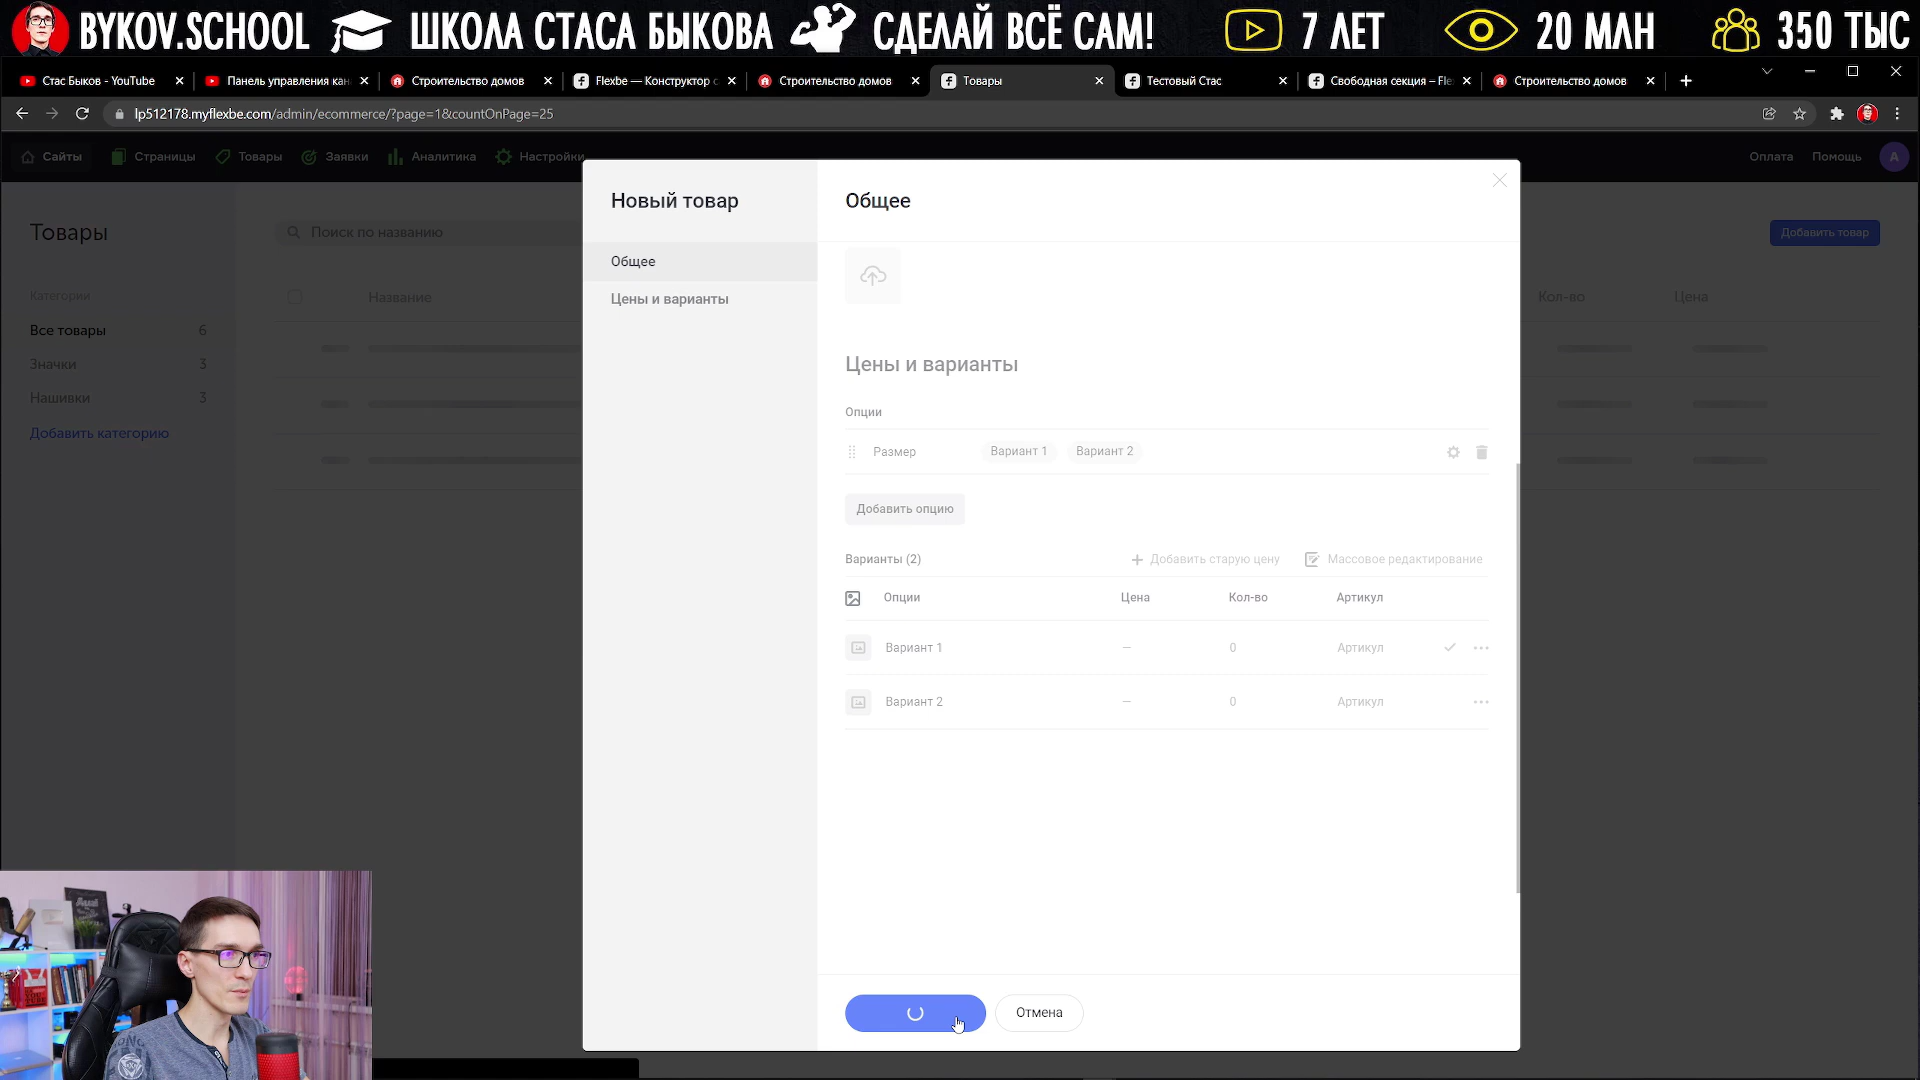 BYKOV.SCHOOL ШКОЛА СТАСА БЫКОВА СДЕЛАЙ ВСЁ САМ! 7 ЛЕТ 20 МЛН 350 ТЫС
Стас Быков - YouTube Панель управления кан Строительство домов Flexbe — Конструктор с Строительство домов Товары Тестовый Стас Свободная секция – Fle Строительство домов
lp512178.myflexbe.com/admin/ecommerce/?page=1&countOnPage=25
Сайты Страницы Товары Заявки Аналитика Настройки Оплата Помощь A
Новый товар Общее
Товары Поиск по названию Добавить товар
Общее
Категории Название Кол-во Цена
Цены и варианты
Все товары 6
Значки 3
Цены и варианты
Нашивки 3
Опции
Добавить категорию
Размер Вариант 1 Вариант 2
Добавить опцию
Варианты (2) Добавить старую цену Массовое редактирование
Опции Цена Кол-во Артикул
Вариант 1 — 0 Артикул
Вариант 2 — 0 Артикул
Отмена